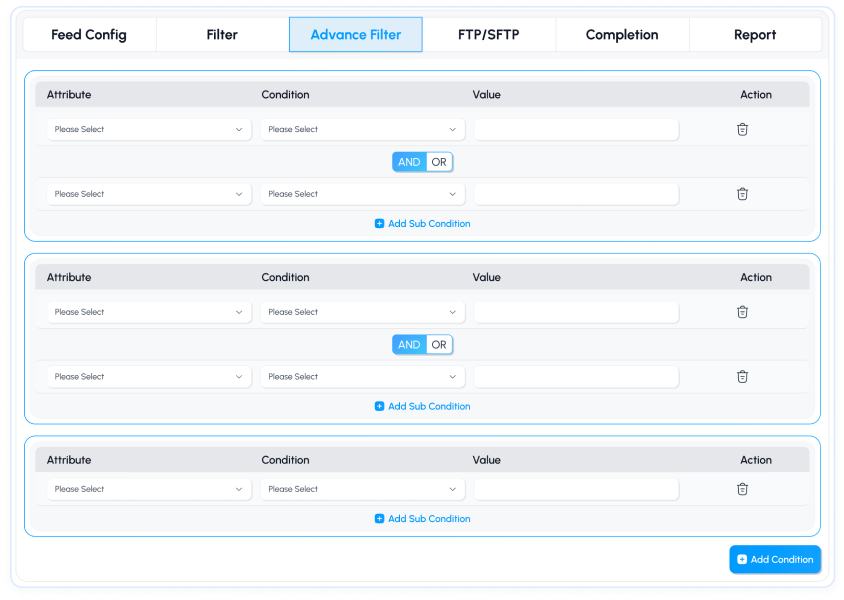 Feed Config Filter Advance Filter FTP/SFTP Completion Report
Attribute Condition Value Action
Please Select Please Select
AND OR
Please Select Please Select
Add Sub Condition
Attribute Condition Value Action
Please Select Please Select
AND OR
Please Select Please Select
Add Sub Condition
Attribute Condition Value Action
Please Select Please Select
Add Sub Condition
Add Condition